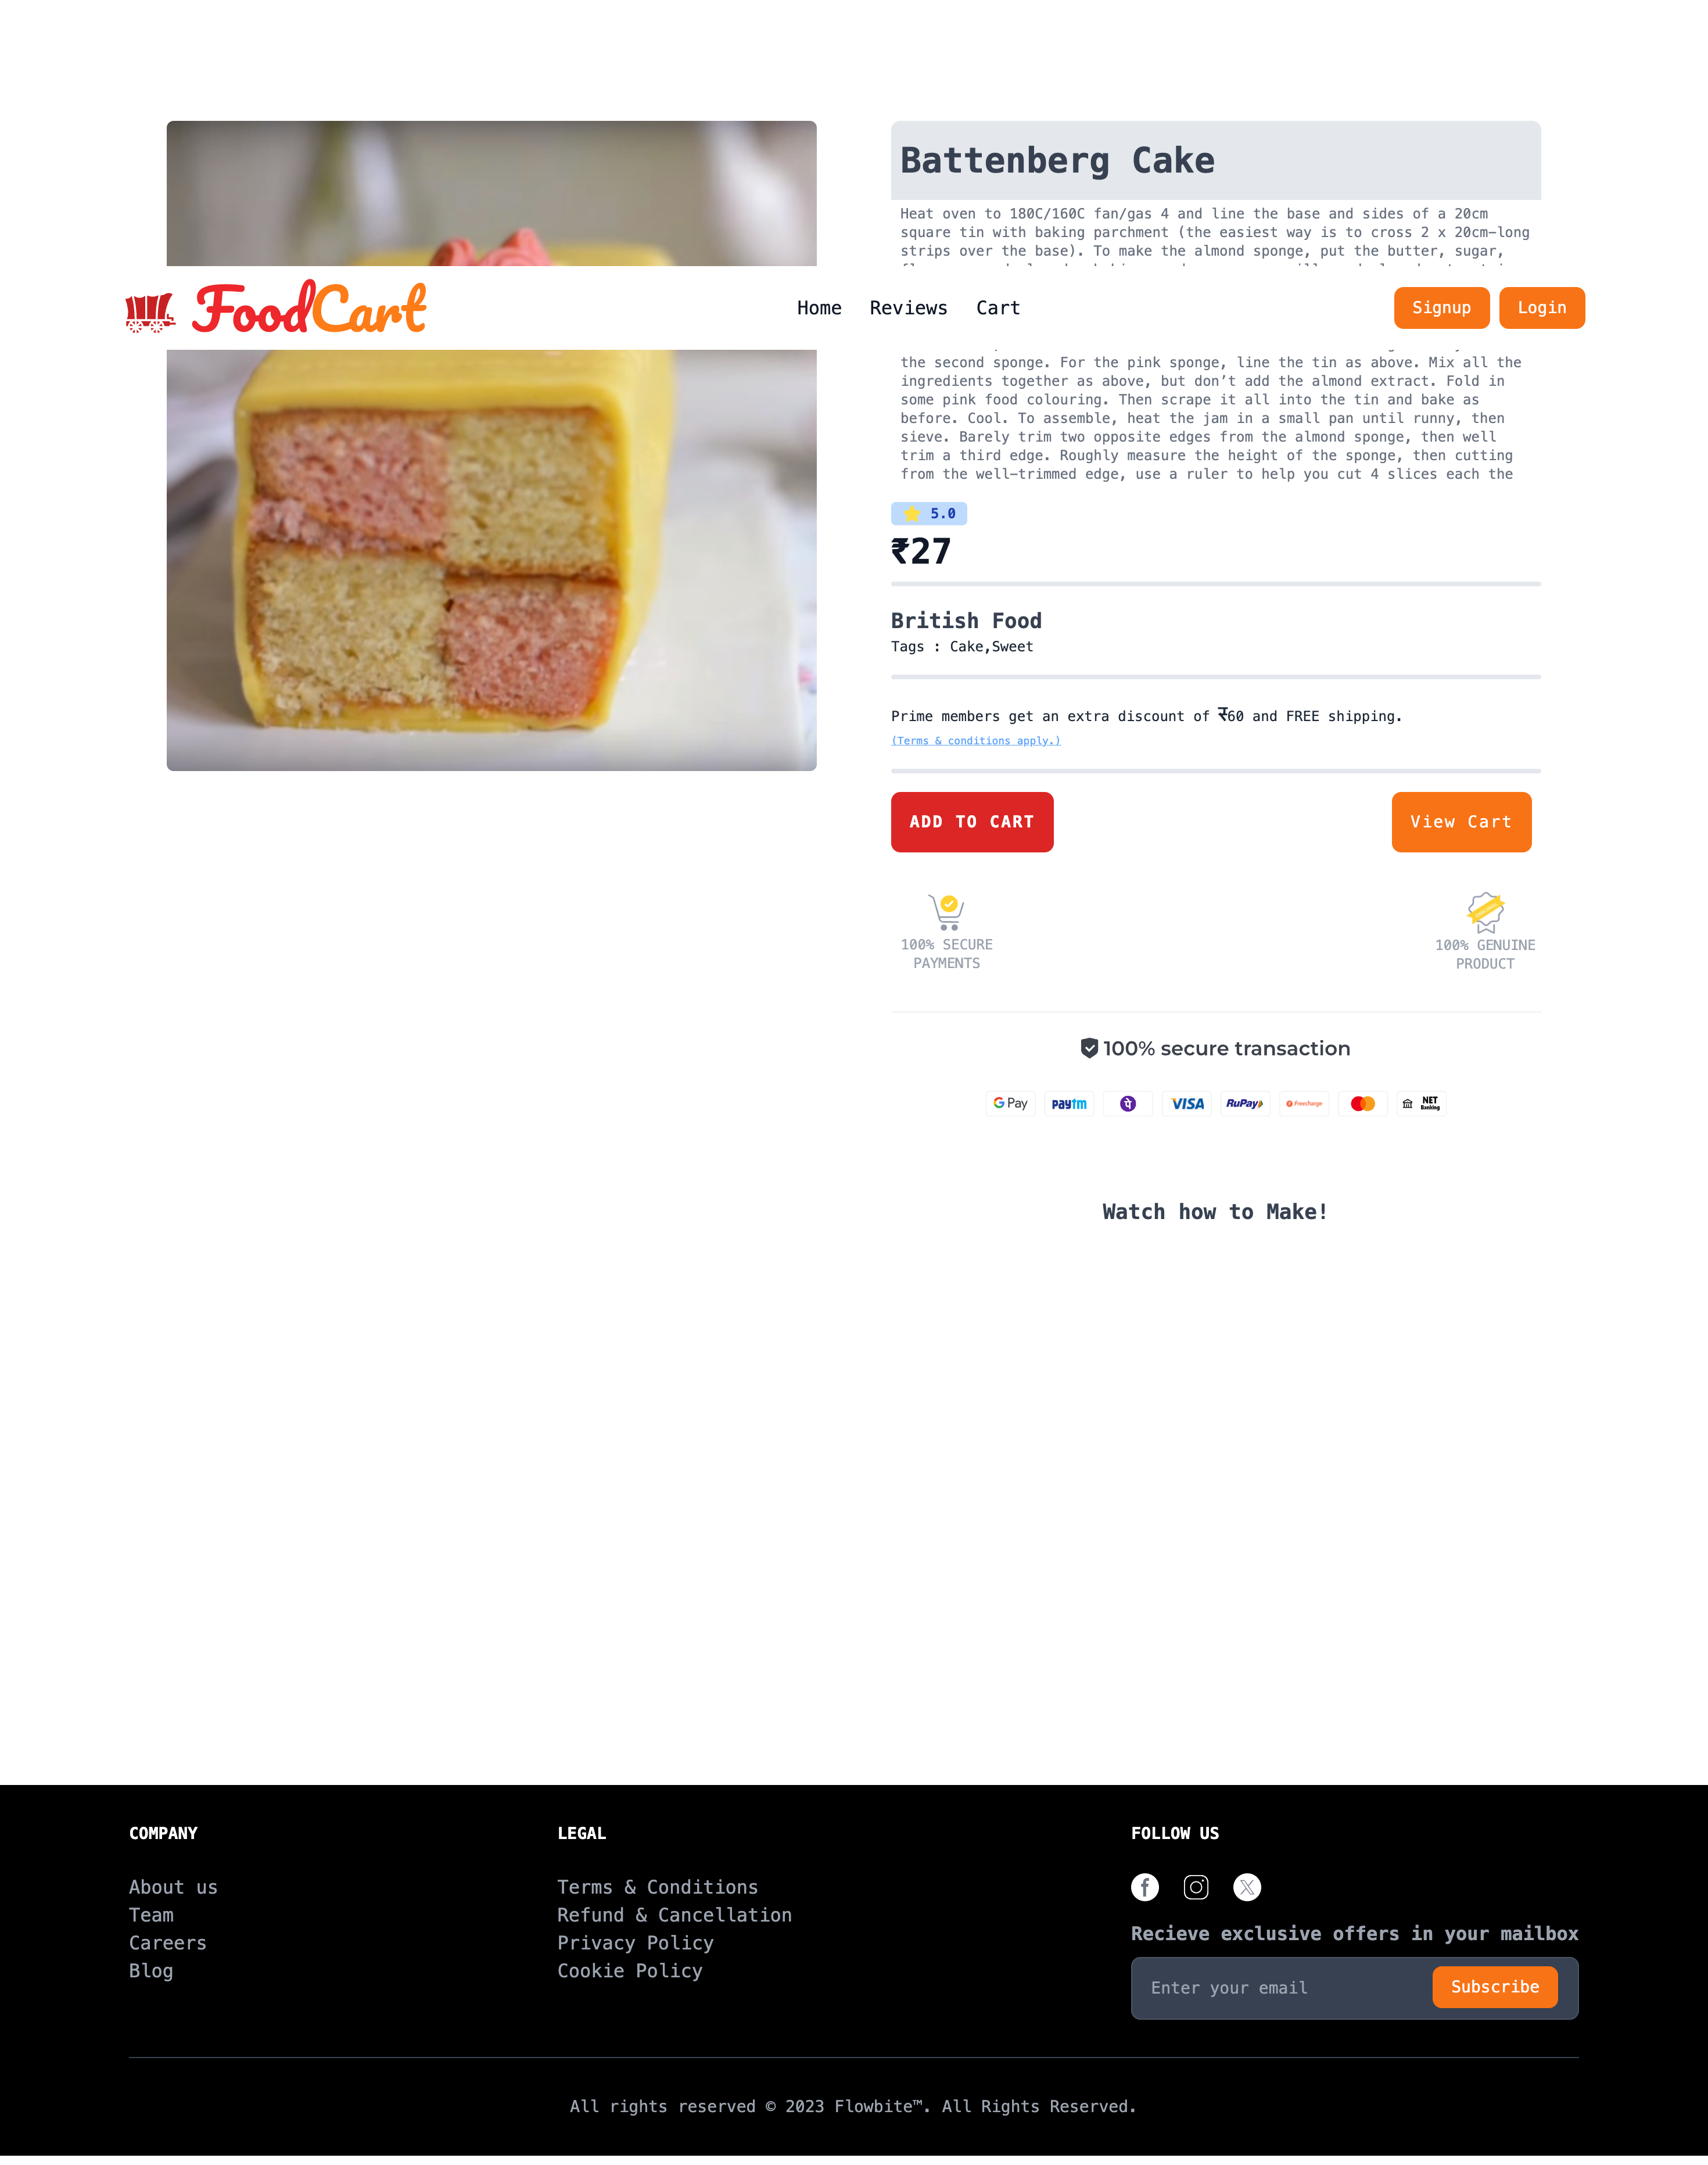 Battenberg Cake
Heat oven to 180C/160C fan/gas 4 and line the base and sides of a 20cm
square tin with baking parchment (the easiest way is to cross 2 x 20cm-long
strips over the base). To make the almond sponge, put the butter, sugar,
FoodCart
Home Reviews Cart
Signup Login
the second sponge. For the pink sponge, line the tin as above. Mix all the
ingredients together as above, but don’t add the almond extract. Fold in
some pink food colouring. Then scrape it all into the tin and bake as
before. Cool. To assemble, heat the jam in a small pan until runny, then
sieve. Barely trim two opposite edges from the almond sponge, then well
trim a third edge. Roughly measure the height of the sponge, then cutting
from the well-trimmed edge, use a ruler to help you cut 4 slices each the
5.0
₹27
British Food
Tags : Cake,Sweet
Prime members get an extra discount of ₹60 and FREE shipping.
(Terms & conditions apply.)
ADD TO CART
View Cart
100% SECURE
PAYMENTS
100% GENUINE
PRODUCT
100% secure transaction
G Pay paytm पे VISA RuPay Freecharge NET Banking
Watch how to Make!
COMPANY
About us
Team
Careers
Blog
LEGAL
Terms & Conditions
Refund & Cancellation
Privacy Policy
Cookie Policy
FOLLOW US
Recieve exclusive offers in your mailbox
Enter your email
Subscribe
All rights reserved © 2023 Flowbite™. All Rights Reserved.